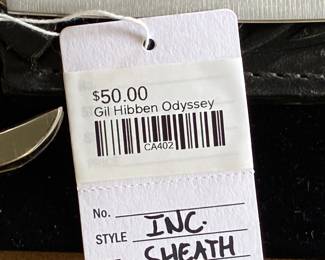 $50.00
Gil Hibben Odyssey
CA402
No.
STYLE INC.
SHEATH